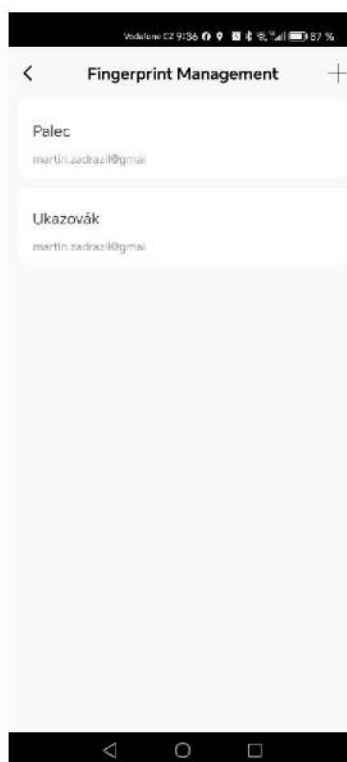 Vodafone CZ 9:36 87 %
Fingerprint Management
Palec
martin.zadrazil@gmai
Ukazovák
martin.zadrazil@gmai